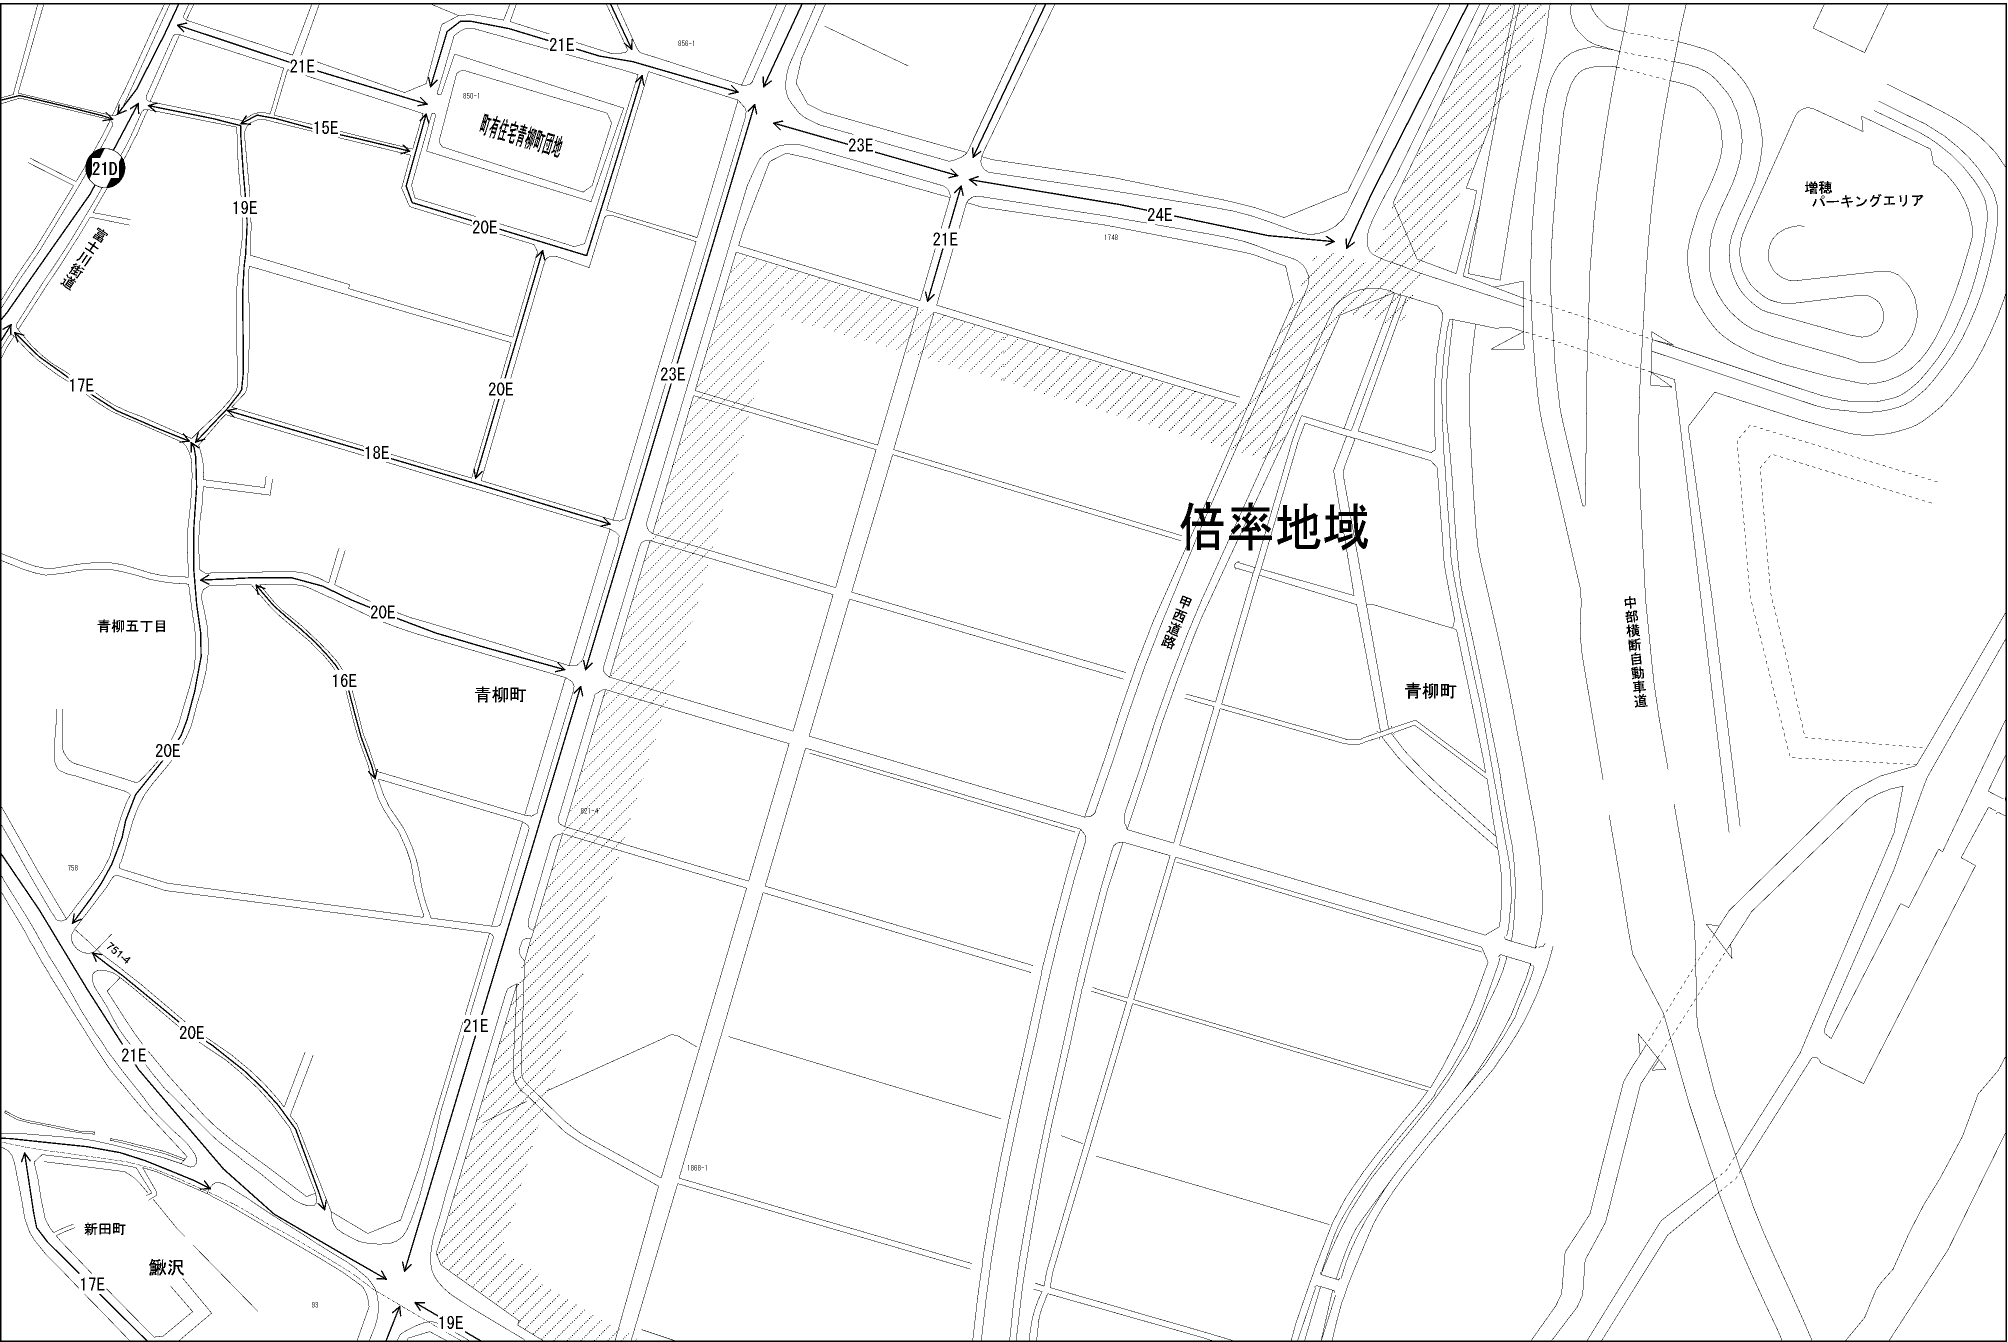 21E
856-1
21E
850-1
町有住宅青柳町団地
15E
23E
21D
増穂
パーキングエリア
19E
24E
20E
21E
1748
富士川街道
23E
17E
20E
18E
倍率地域
甲西道路
中部横断自動車道
20E
青柳五丁目
16E
青柳町
青柳町
20E
821-4
758
751-4
21E
20E
21E
1868-1
新田町
鰍沢
17E
93
19E